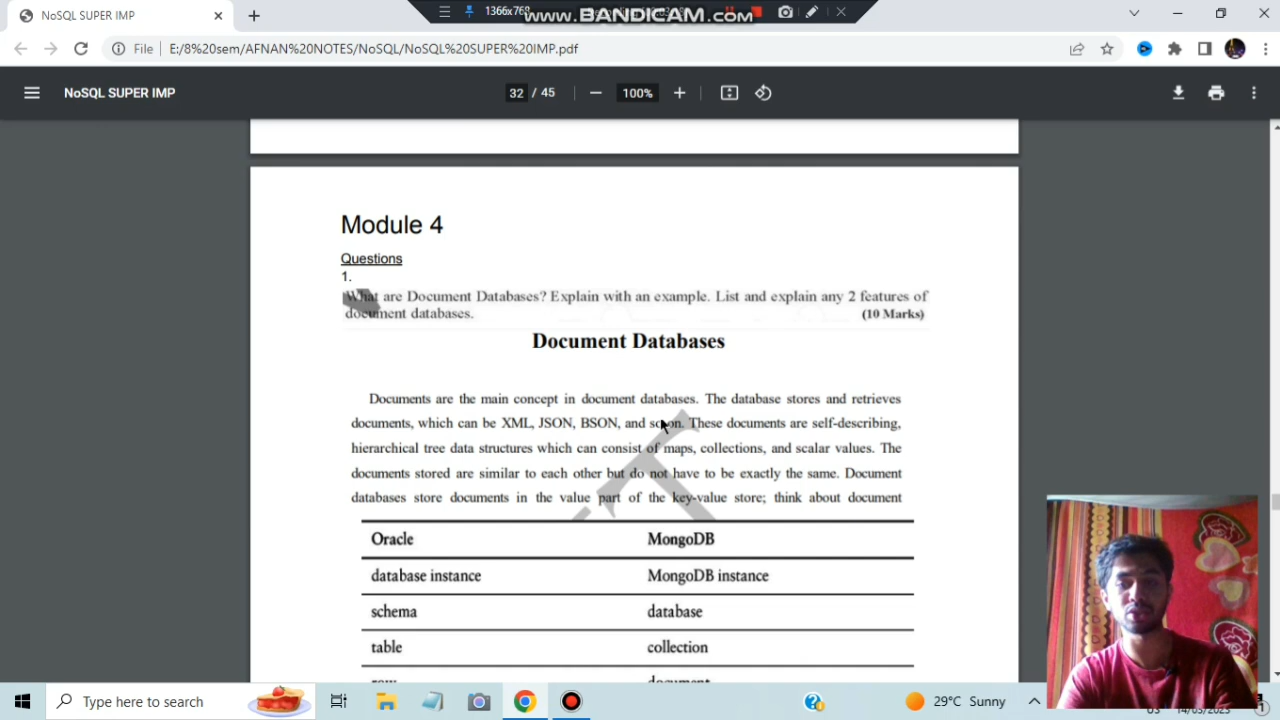 NoSQL SUPER IMP
1366x768
www.BANDICAM.com
File
E:/8%20sem/AFNAN%20NOTES/NoSQL/NoSQL%20SUPER%20IMP.pdf
NoSQL SUPER IMP
32 / 45
100%
Module 4
Questions
1.
What are Document Databases? Explain with an example. List and explain any 2 features of
document databases. (10 Marks)
Document Databases
Documents are the main concept in document databases. The database stores and retrieves
documents, which can be XML, JSON, BSON, and so on. These documents are self-describing,
hierarchical tree data structures which can consist of maps, collections, and scalar values. The
documents stored are similar to each other but do not have to be exactly the same. Document
databases store documents in the value part of the key-value store; think about document
Oracle MongoDB
database instance MongoDB instance
schema database
table collection
row document
Type here to search
29°C Sunny